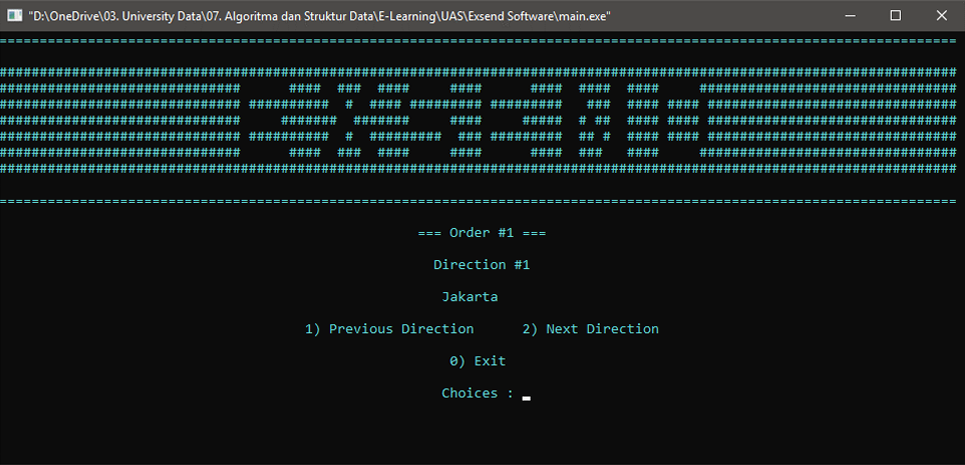 "D:\OneDrive\03. University Data\07. Algoritma dan Struktur Data\E-Learning\UAS\Exsend Software\main.exe"
EXSEND
=== Order #1 ===
Direction #1
Jakarta
1) Previous Direction 2) Next Direction
0) Exit
Choices :